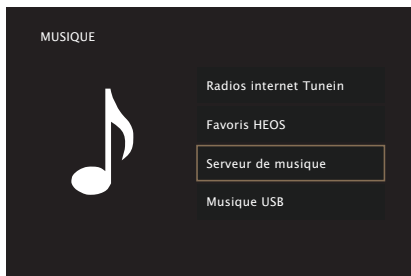 MUSIQUE
Radios internet Tunein
Favoris HEOS
Serveur de musique
Musique USB